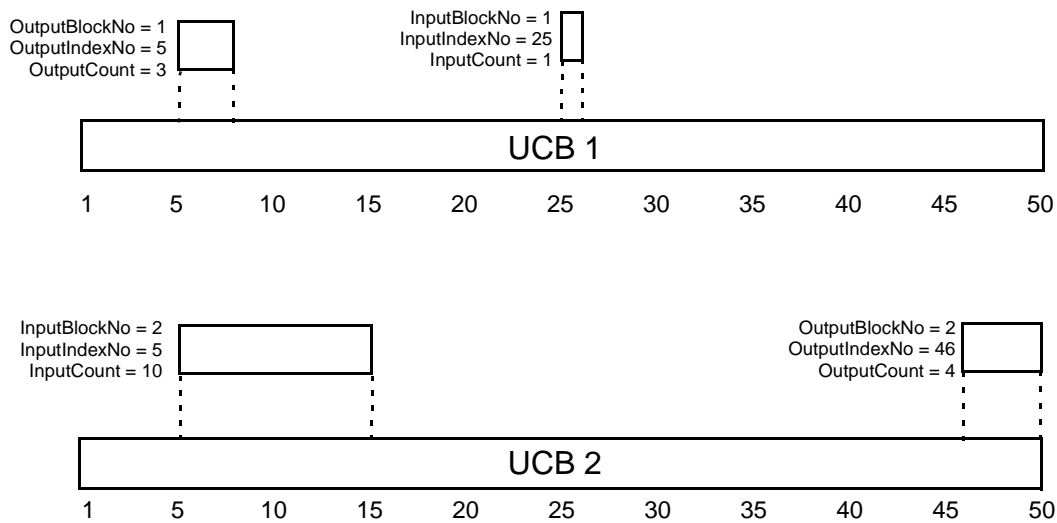 OutputBlockNo = 1
OutputIndexNo = 5
OutputCount = 3
InputBlockNo = 1
InputIndexNo = 25
InputCount = 1
UCB 1
1 5 10 15 20 25 30 35 40 45 50
InputBlockNo = 2
InputIndexNo = 5
InputCount = 10
OutputBlockNo = 2
OutputIndexNo = 46
OutputCount = 4
UCB 2
1 5 10 15 20 25 30 35 40 45 50